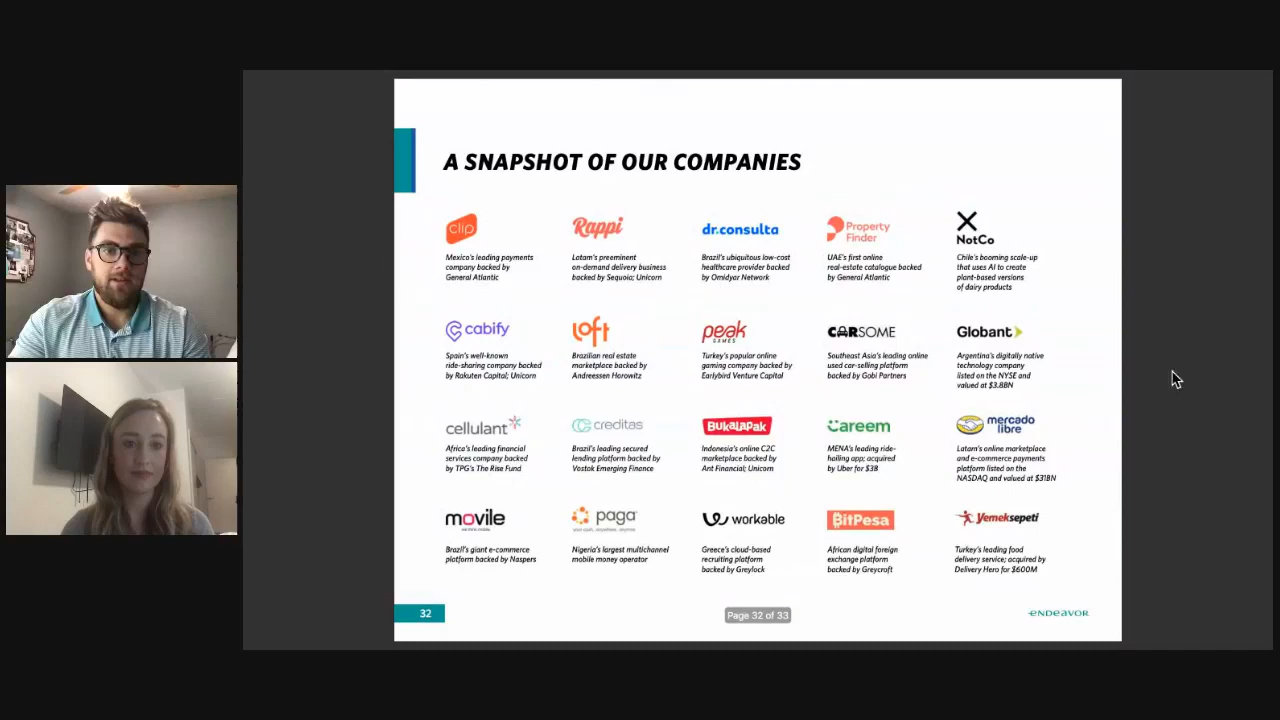 A SNAPSHOT OF OUR COMPANIES
clip
Mexico's leading payments
company backed by
General Atlantic
Rappi
Latam's preeminent
on-demand delivery business
backed by Sequoia; Unicorn
dr.consulta
Brazil's ubiquitous low-cost
healthcare provider backed
by Omidyar Network
Property
Finder
UAE's first online
real-estate catalogue backed
by General Atlantic
NotCo
Chile's booming scale-up
that uses AI to create
plant-based versions
of dairy products
cabify
Spain's well-known
ride-sharing company backed
by Rakuten Capital; Unicorn
loft
Brazilian real estate
marketplace backed by
Andreessen Horowitz
peak
GAMES
Turkey's popular online
gaming company backed by
Earlybird Venture Capital
CARSOME
Southeast Asia's leading online
used car-selling platform
backed by Gobi Partners
Globant
Argentina's digitally native
technology company
listed on the NYSE and
valued at $3.8BN
cellulant
Africa's leading financial
services company backed
by TPG's The Rise Fund
creditas
Brazil's leading secured
lending platform backed by
Vostok Emerging Finance
BUKALAPAK
Indonesia's online C2C
marketplace backed by
Ant Financial; Unicorn
Careem
MENA's leading ride-
hailing app; acquired
by Uber for $3B
mercado
libre
Latam's online marketplace
and e-commerce payments
platform listed on the
NASDAQ and valued at $31BN
movile
Brazil's giant e-commerce
platform backed by Naspers
paga
Nigeria's largest multichannel
mobile money operator
workable
Greece's cloud-based
recruiting platform
backed by Greylock
BitPesa
African digital foreign
exchange platform
backed by Greycroft
Yemeksepeti
Turkey's leading food
delivery service; acquired by
Delivery Hero for $600M
32
Page 32 of 33
ENDEAVOR